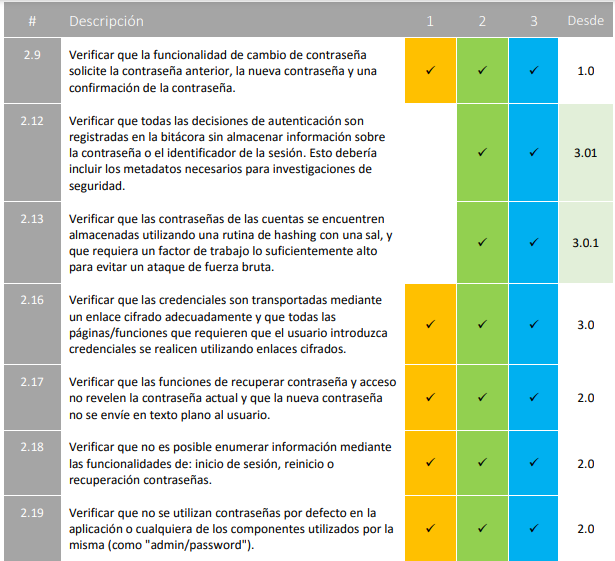 # Descripción 1 2 3 Desde
2.9 Verificar que la funcionalidad de cambio de contraseña ✓ ✓ ✓ 1.0
solicite la contraseña anterior, la nueva contraseña y una
confirmación de la contraseña.
2.12 Verificar que todas las decisiones de autenticación son ✓ ✓ 3.01
registradas en la bitácora sin almacenar información sobre
la contraseña o el identificador de la sesión. Esto debería
incluir los metadatos necesarios para investigaciones de
seguridad.
2.13 Verificar que las contraseñas de las cuentas se encuentren ✓ ✓ 3.0.1
almacenadas utilizando una rutina de hashing con una sal, y
que requiera un factor de trabajo lo suficientemente alto
para evitar un ataque de fuerza bruta.
2.16 Verificar que las credenciales son transportadas mediante ✓ ✓ ✓ 3.0
un enlace cifrado adecuadamente y que todas las
páginas/funciones que requieren que el usuario introduzca
credenciales se realicen utilizando enlaces cifrados.
2.17 Verificar que las funciones de recuperar contraseña y acceso ✓ ✓ ✓ 2.0
no revelen la contraseña actual y que la nueva contraseña
no se envíe en texto plano al usuario.
2.18 Verificar que no es posible enumerar información mediante ✓ ✓ ✓ 2.0
las funcionalidades de: inicio de sesión, reinicio o
recuperación contraseñas.
2.19 Verificar que no se utilizan contraseñas por defecto en la ✓ ✓ ✓ 2.0
aplicación o cualquiera de los componentes utilizados por la
misma (como "admin/password").